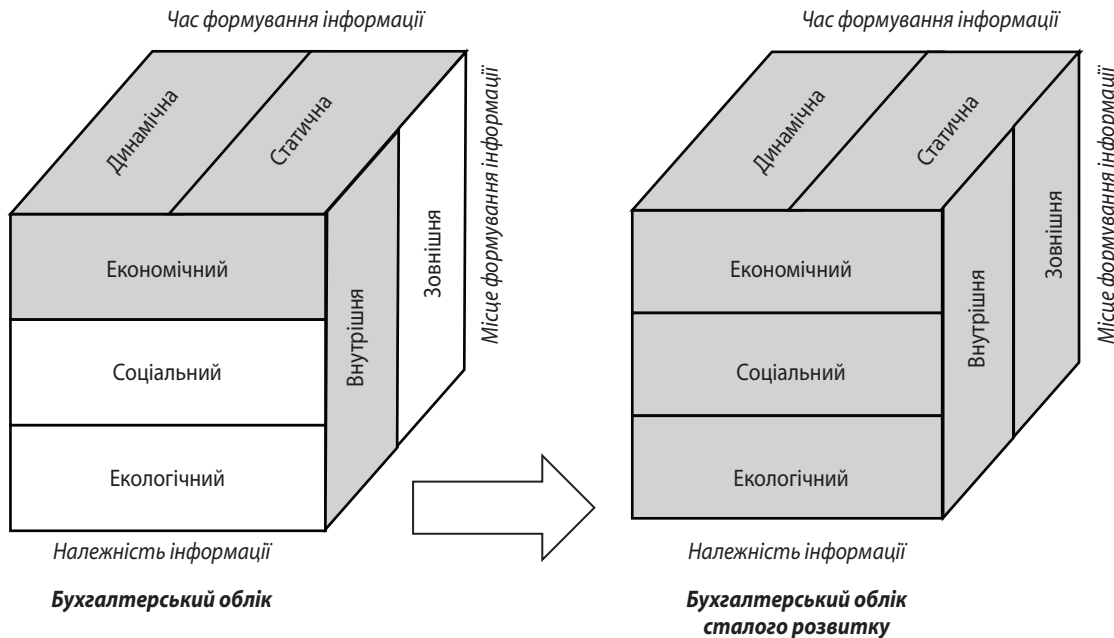 Час формування інформації
Динамічна
Статична
Економічний
Соціальний
Екологічний
Внутрішня
Зовнішня
Місце формування інформації
Належність інформації
Бухгалтерський облік
Час формування інформації
Динамічна
Статична
Економічний
Соціальний
Екологічний
Внутрішня
Зовнішня
Місце формування інформації
Належність інформації
Бухгалтерський облік
сталого розвитку